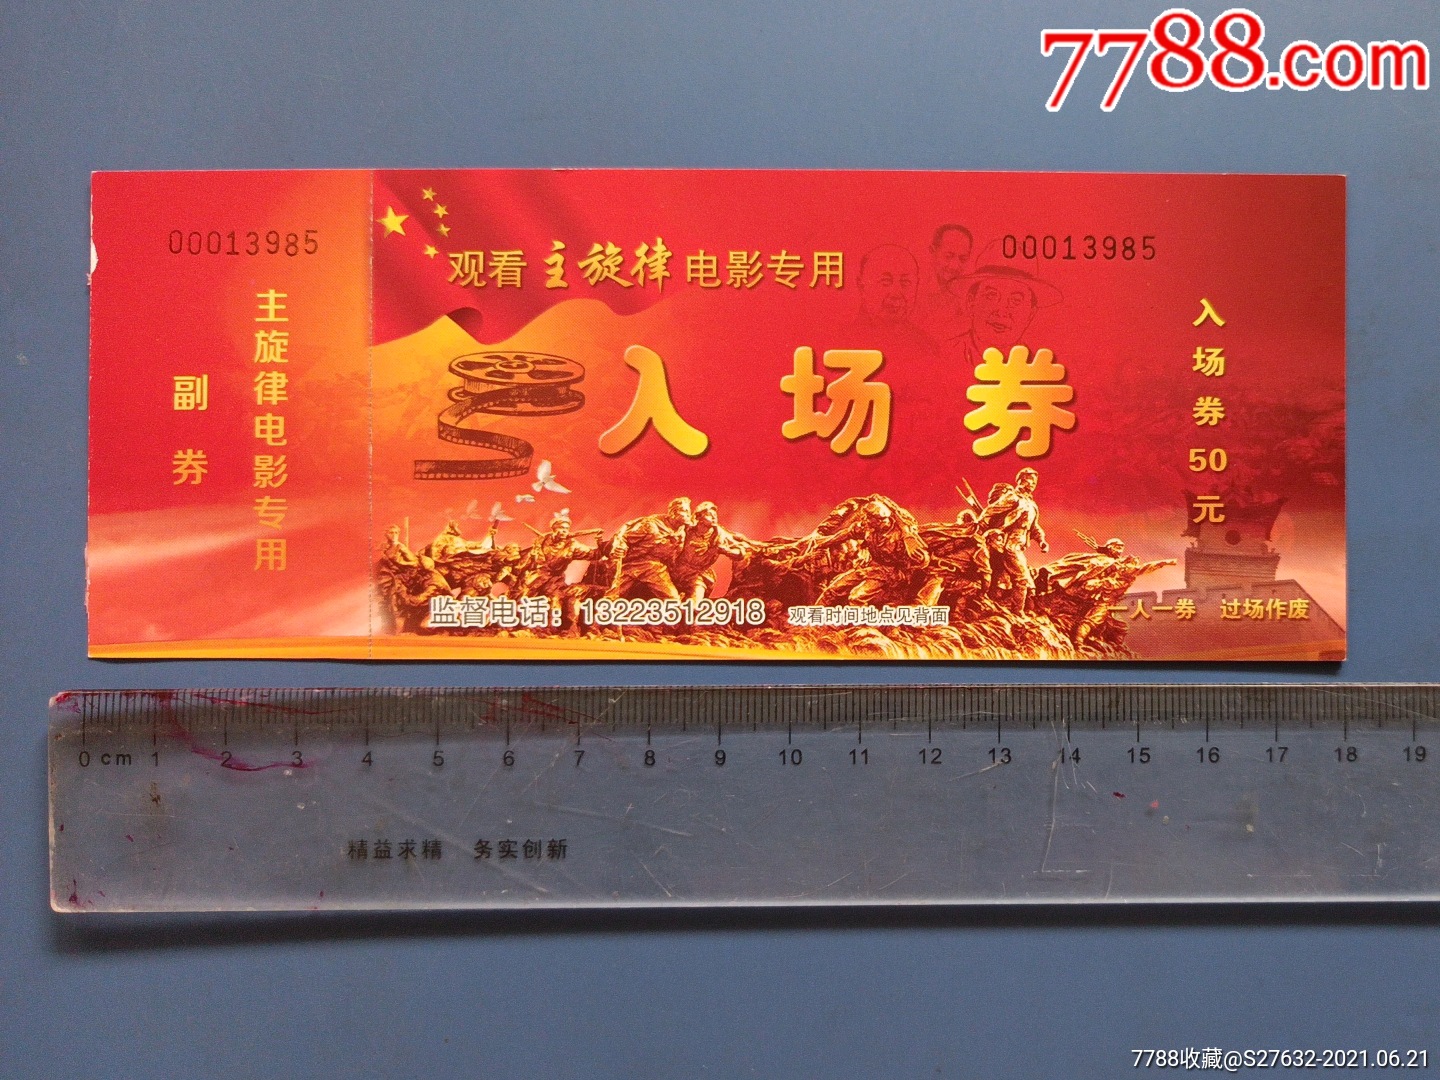 7788.com
00013985
主旋律电影专用
副券
观看主旋律电影专用
00013985
入场券
入场券50元
监督电话：13223512918
观看时间地点见背面
一人一券 过场作废
0 cm 1 2 3 4 5 6 7 8 9 10 11 12 13 14 15 16 17 18 19
精益求精 务实创新
7788收藏@S27632-2021.06.21